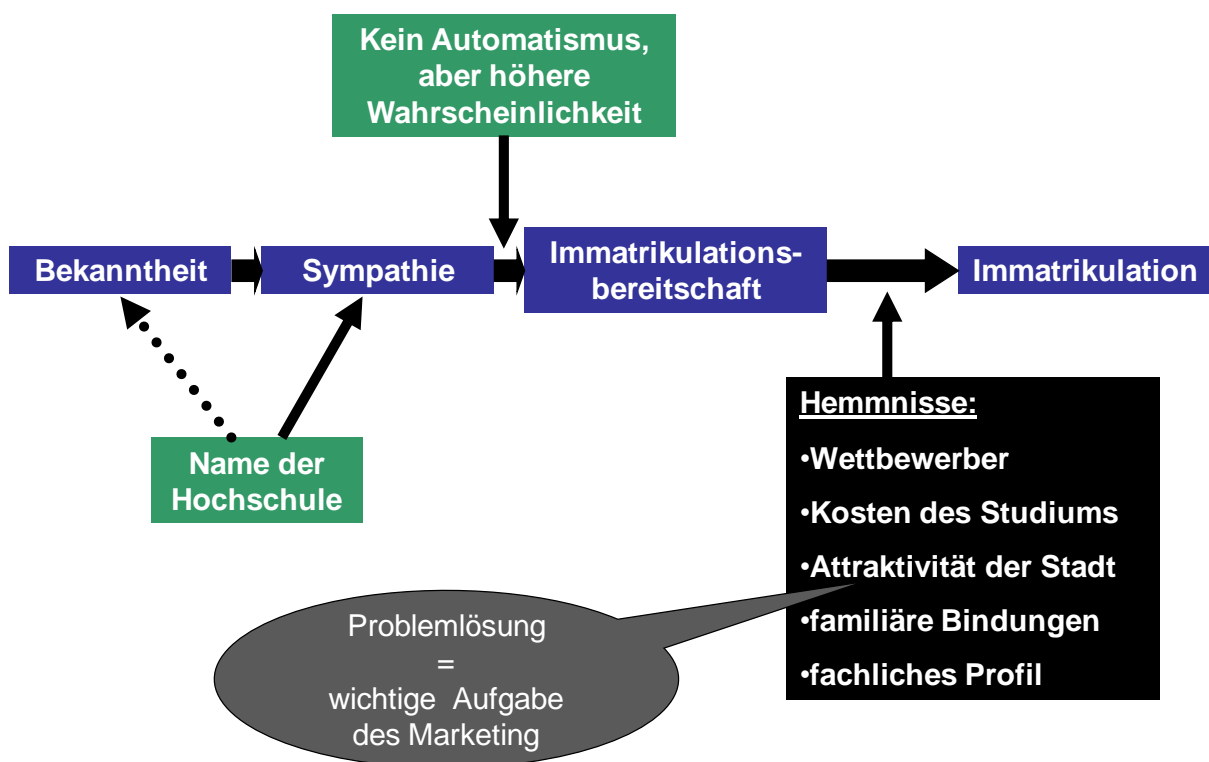 Kein Automatismus,
aber höhere
Wahrscheinlichkeit
Bekanntheit
Sympathie
Immatrikulations-
bereitschaft
Immatrikulation
Name der
Hochschule
Hemmnisse:
•Wettbewerber
•Kosten des Studiums
•Attraktivität der Stadt
•familiäre Bindungen
•fachliches Profil
Problemlösung
=
wichtige Aufgabe
des Marketing